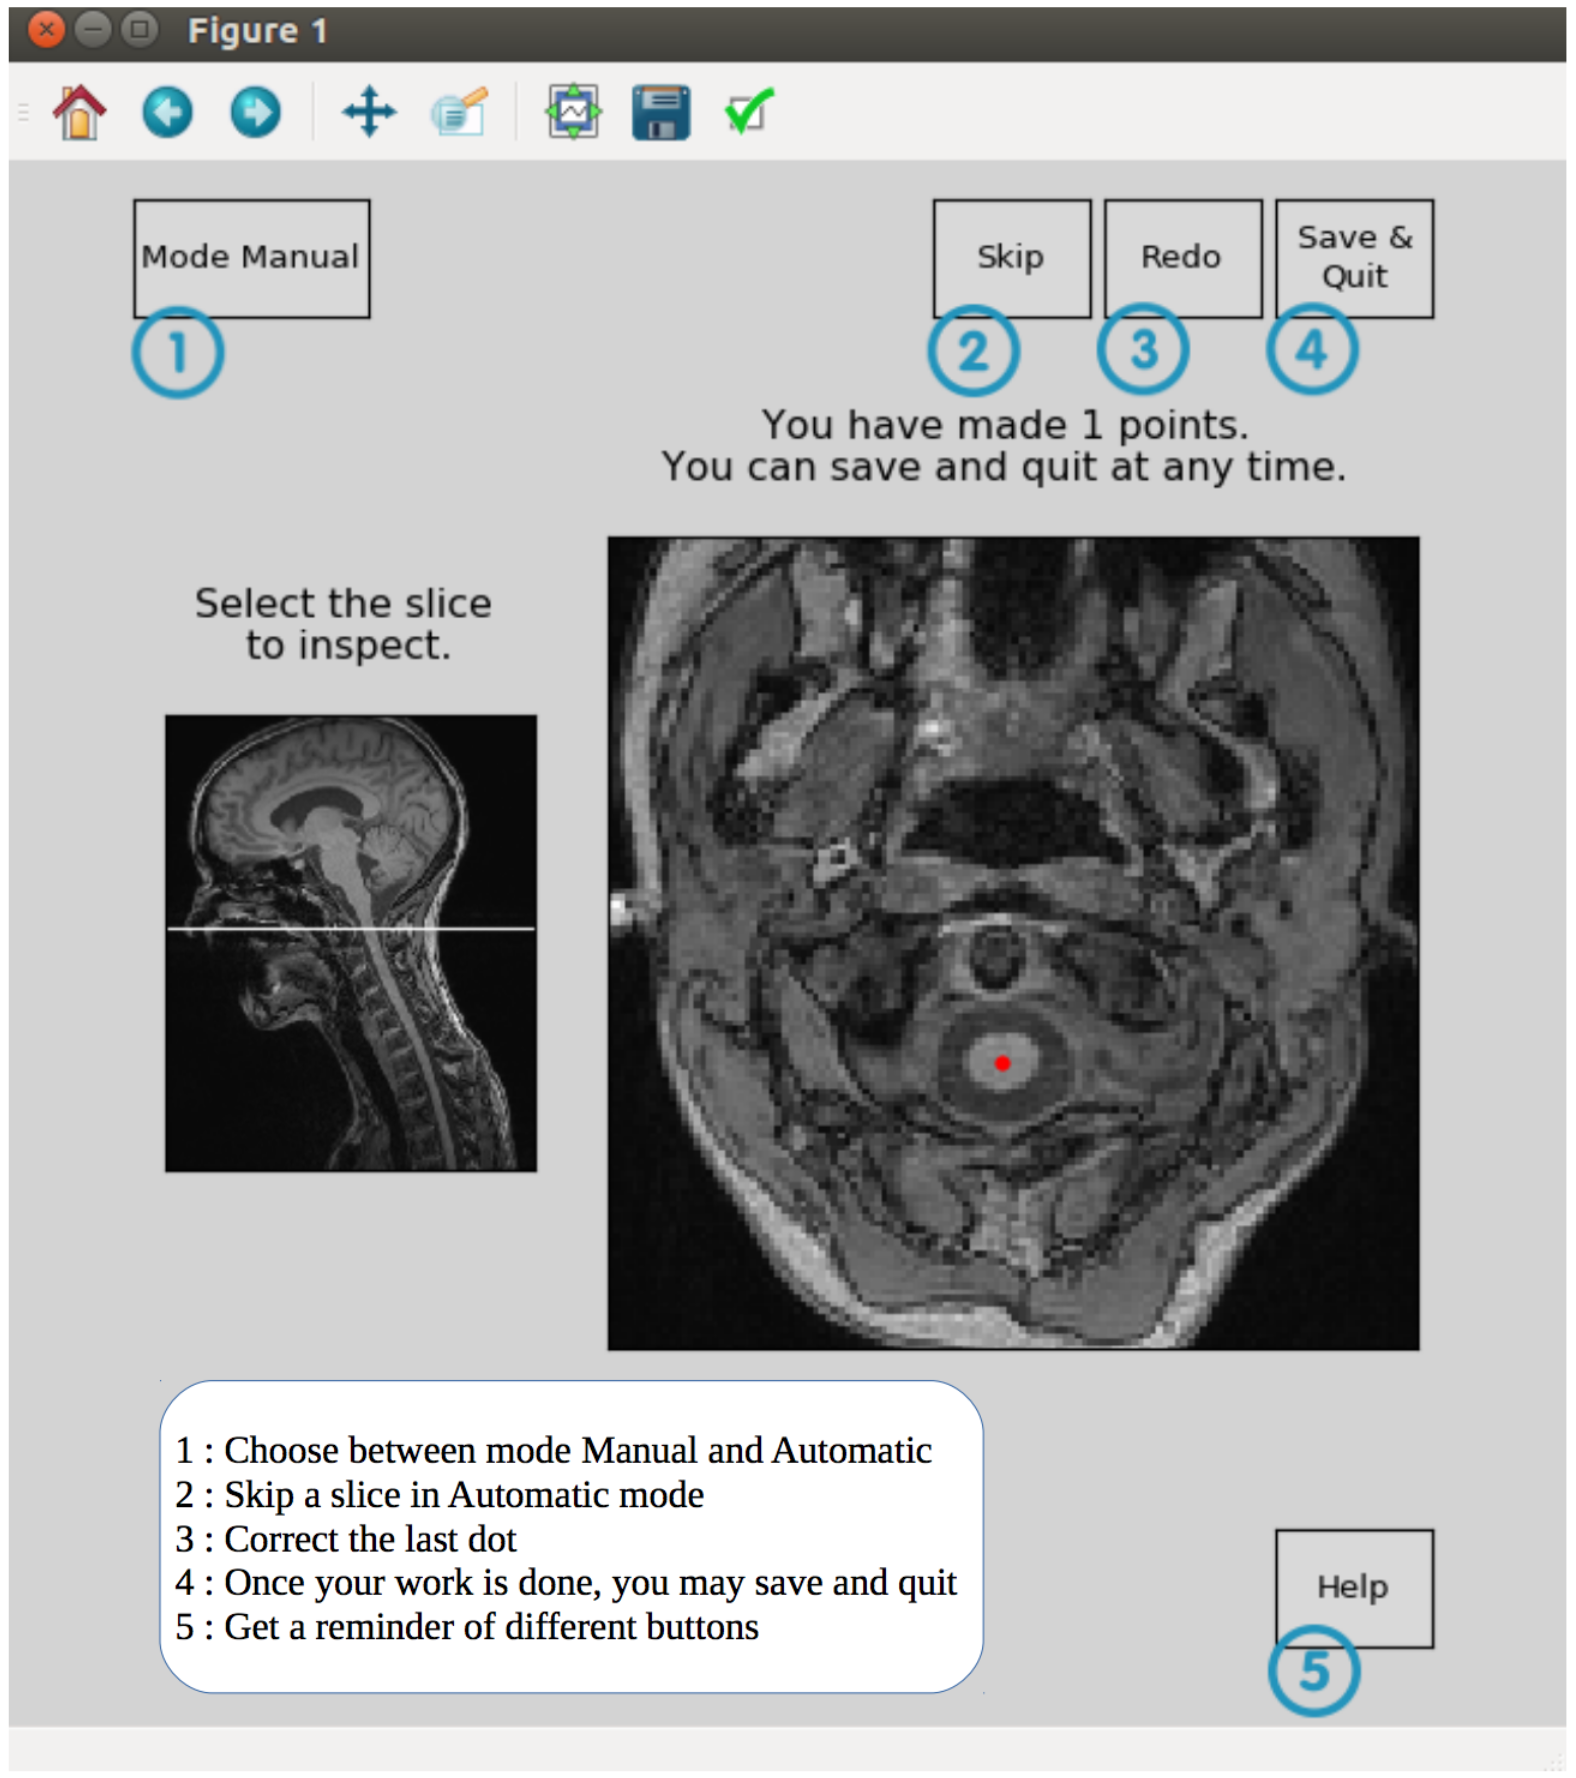 Figure 1
Mode Manual
Skip
Redo
Save &
Quit
1
2
3
4
You have made 1 points.
You can save and quit at any time.
Select the slice
to inspect.
1 : Choose between mode Manual and Automatic
2 : Skip a slice in Automatic mode
3 : Correct the last dot
4 : Once your work is done, you may save and quit
5 : Get a reminder of different buttons
Help
5